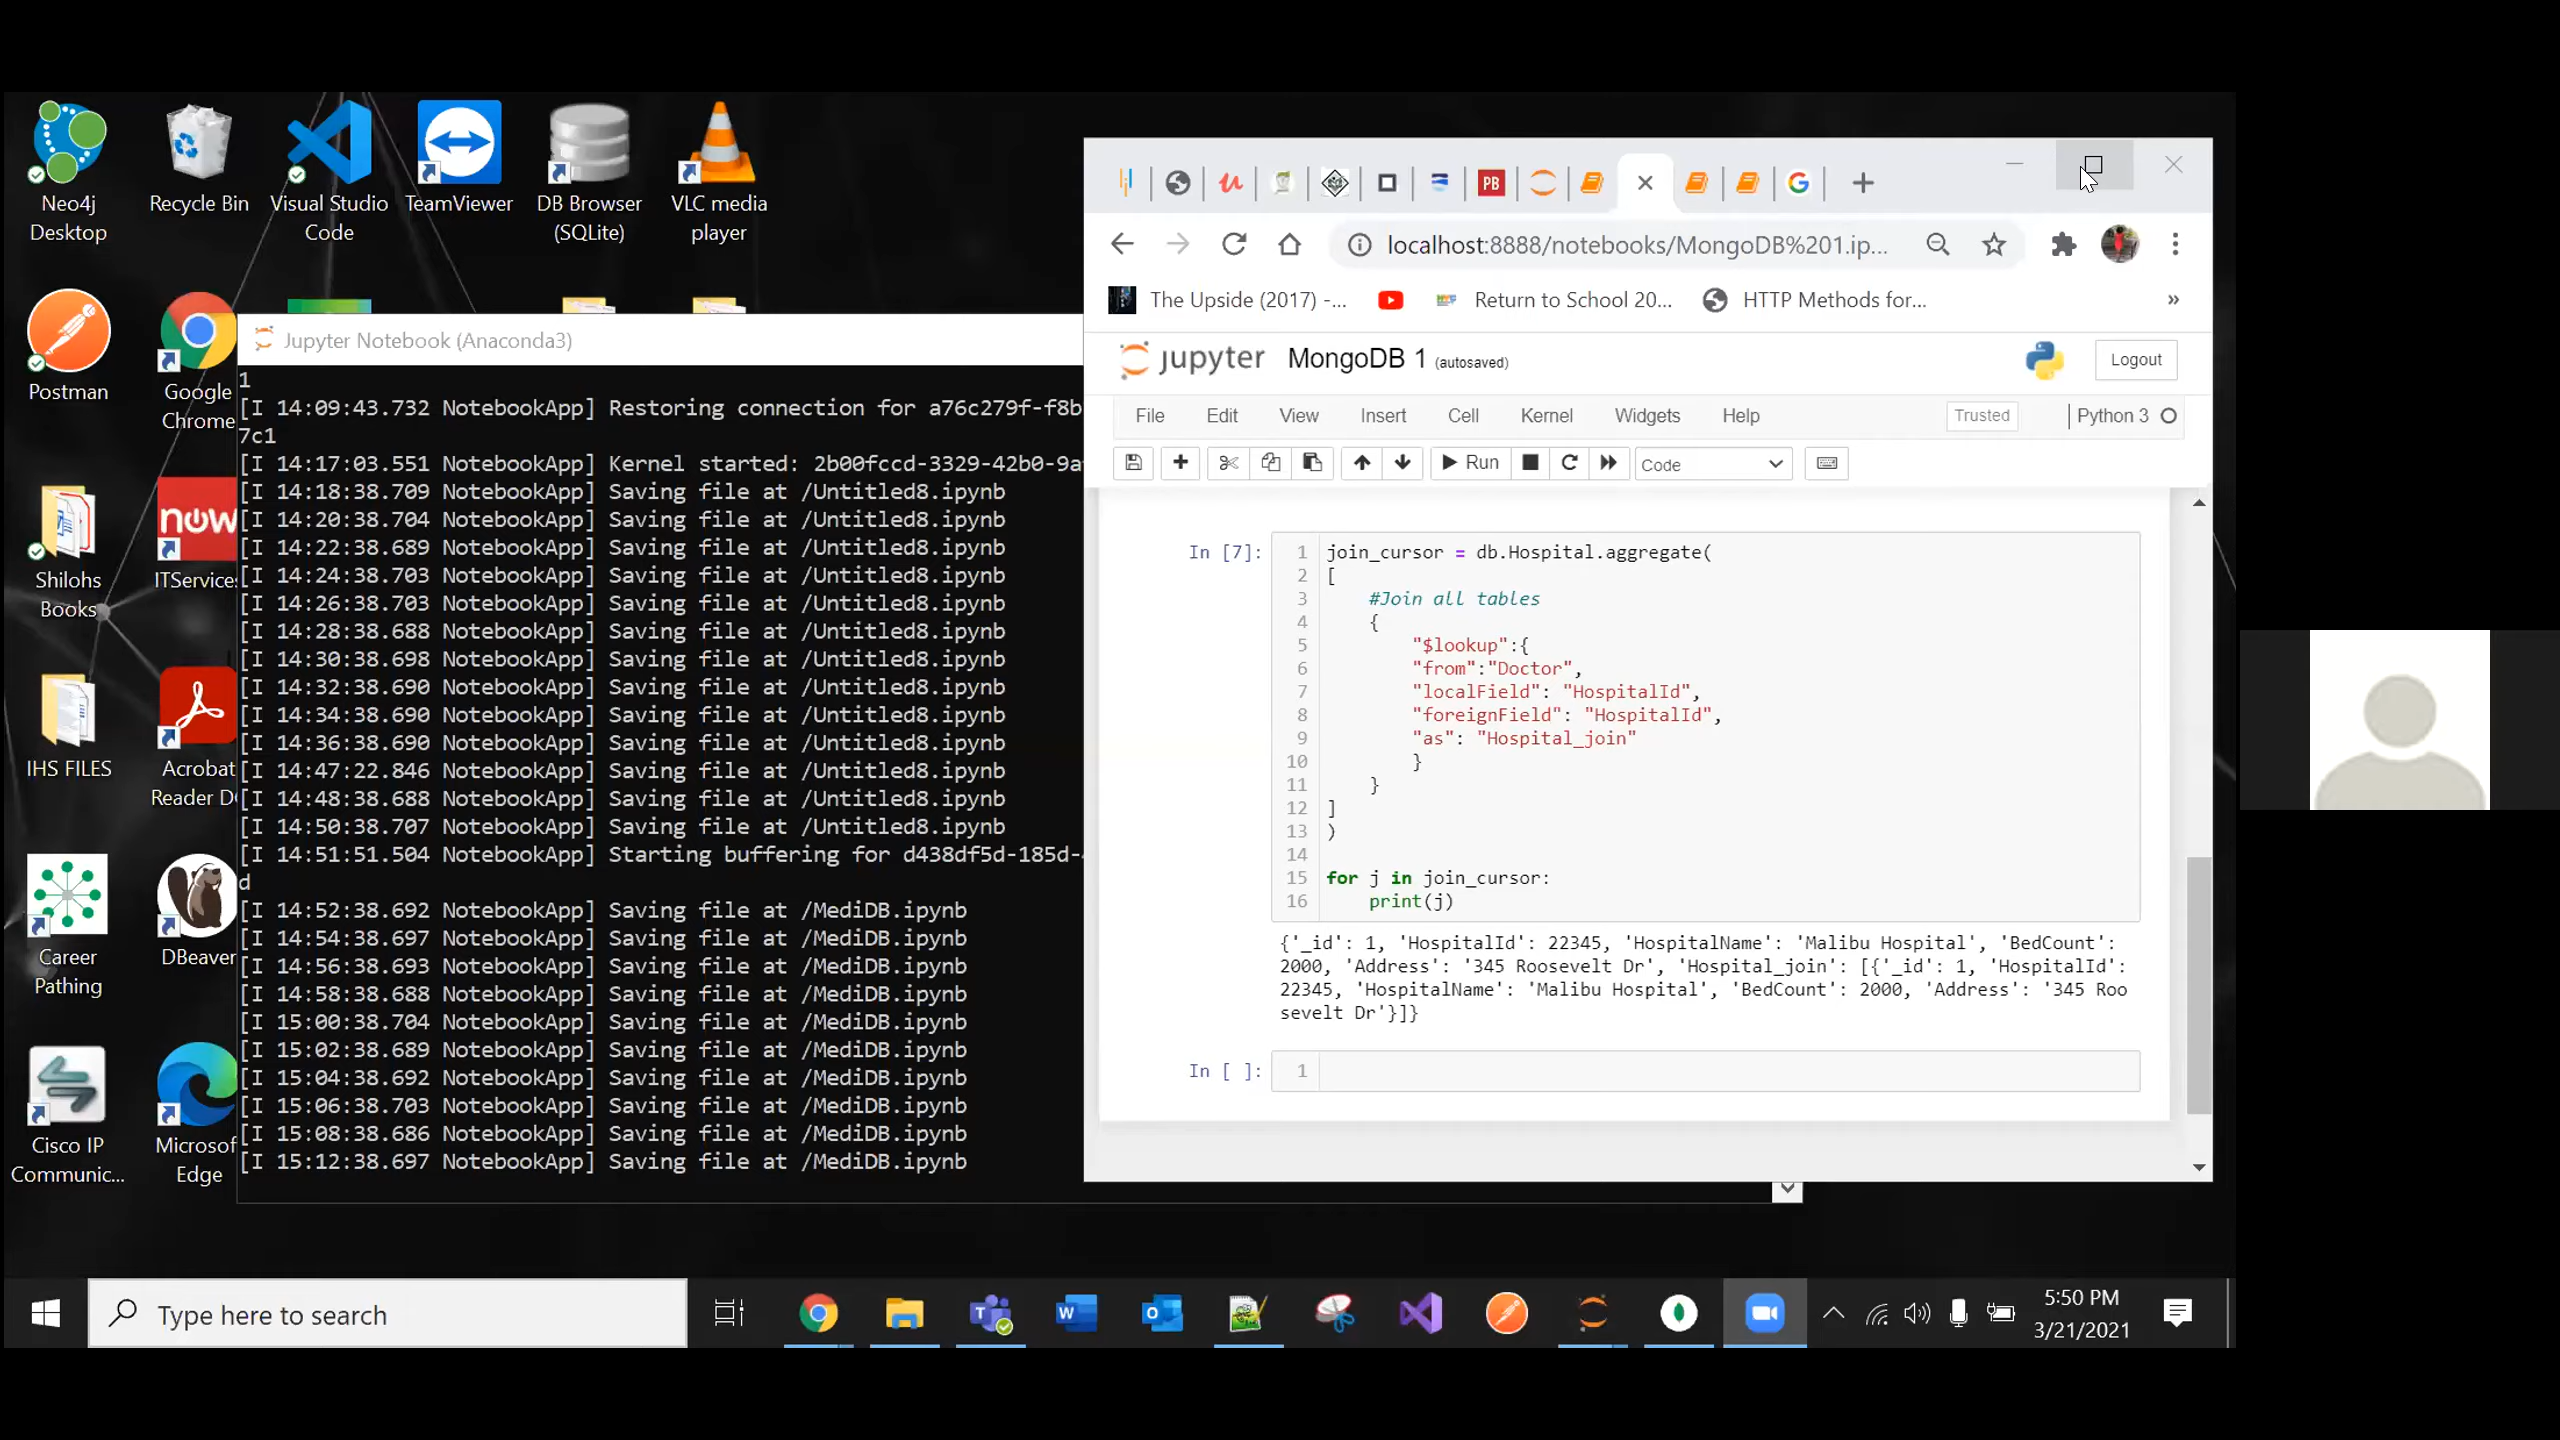 Neo4j
Desktop
Recycle Bin
Visual Studio
Code
TeamViewer
DB Browser
(SQLite)
VLC media
player
Postman
Google
Chrome
Shilohs
Books
now
ITServices
IHS FILES
Acrobat
Reader D
Career
Pathing
DBeaver
Cisco IP
Communic...
Microsof
Edge
Jupyter Notebook (Anaconda3)
1
[I 14:09:43.732 NotebookApp] Restoring connection for a76c279f-f8b
7c1
[I 14:17:03.551 NotebookApp] Kernel started: 2b00fccd-3329-42b0-9a
[I 14:18:38.709 NotebookApp] Saving file at /Untitled8.ipynb
[I 14:20:38.704 NotebookApp] Saving file at /Untitled8.ipynb
[I 14:22:38.689 NotebookApp] Saving file at /Untitled8.ipynb
[I 14:24:38.703 NotebookApp] Saving file at /Untitled8.ipynb
[I 14:26:38.703 NotebookApp] Saving file at /Untitled8.ipynb
[I 14:28:38.688 NotebookApp] Saving file at /Untitled8.ipynb
[I 14:30:38.698 NotebookApp] Saving file at /Untitled8.ipynb
[I 14:32:38.690 NotebookApp] Saving file at /Untitled8.ipynb
[I 14:34:38.690 NotebookApp] Saving file at /Untitled8.ipynb
[I 14:36:38.690 NotebookApp] Saving file at /Untitled8.ipynb
[I 14:47:22.846 NotebookApp] Saving file at /Untitled8.ipynb
[I 14:48:38.688 NotebookApp] Saving file at /Untitled8.ipynb
[I 14:50:38.707 NotebookApp] Saving file at /Untitled8.ipynb
[I 14:51:51.504 NotebookApp] Starting buffering for d438df5d-185d-
d
[I 14:52:38.692 NotebookApp] Saving file at /MediDB.ipynb
[I 14:54:38.697 NotebookApp] Saving file at /MediDB.ipynb
[I 14:56:38.693 NotebookApp] Saving file at /MediDB.ipynb
[I 14:58:38.688 NotebookApp] Saving file at /MediDB.ipynb
[I 15:00:38.704 NotebookApp] Saving file at /MediDB.ipynb
[I 15:02:38.689 NotebookApp] Saving file at /MediDB.ipynb
[I 15:04:38.692 NotebookApp] Saving file at /MediDB.ipynb
[I 15:06:38.703 NotebookApp] Saving file at /MediDB.ipynb
[I 15:08:38.686 NotebookApp] Saving file at /MediDB.ipynb
[I 15:12:38.697 NotebookApp] Saving file at /MediDB.ipynb
PB
localhost:8888/notebooks/MongoDB%201.ip...
The Upside (2017) -...
Return to School 20...
HTTP Methods for...
»
jupyter MongoDB 1 (autosaved)
Logout
File Edit View Insert Cell Kernel Widgets Help
Trusted
Python 3
Run
Code
In [7]:
1 join_cursor = db.Hospital.aggregate(
2 [
3 #Join all tables
4 {
5 "$lookup":{
6 "from":"Doctor",
7 "localField": "HospitalId",
8 "foreignField": "HospitalId",
9 "as": "Hospital_join"
10 }
11 }
12 ]
13 )
14
15 for j in join_cursor:
16 print(j)
{'_id': 1, 'HospitalId': 22345, 'HospitalName': 'Malibu Hospital', 'BedCount':
2000, 'Address': '345 Roosevelt Dr', 'Hospital_join': [{'_id': 1, 'HospitalId':
22345, 'HospitalName': 'Malibu Hospital', 'BedCount': 2000, 'Address': '345 Roo
sevelt Dr'}]}
In [ ]: 1
Type here to search
5:50 PM
3/21/2021